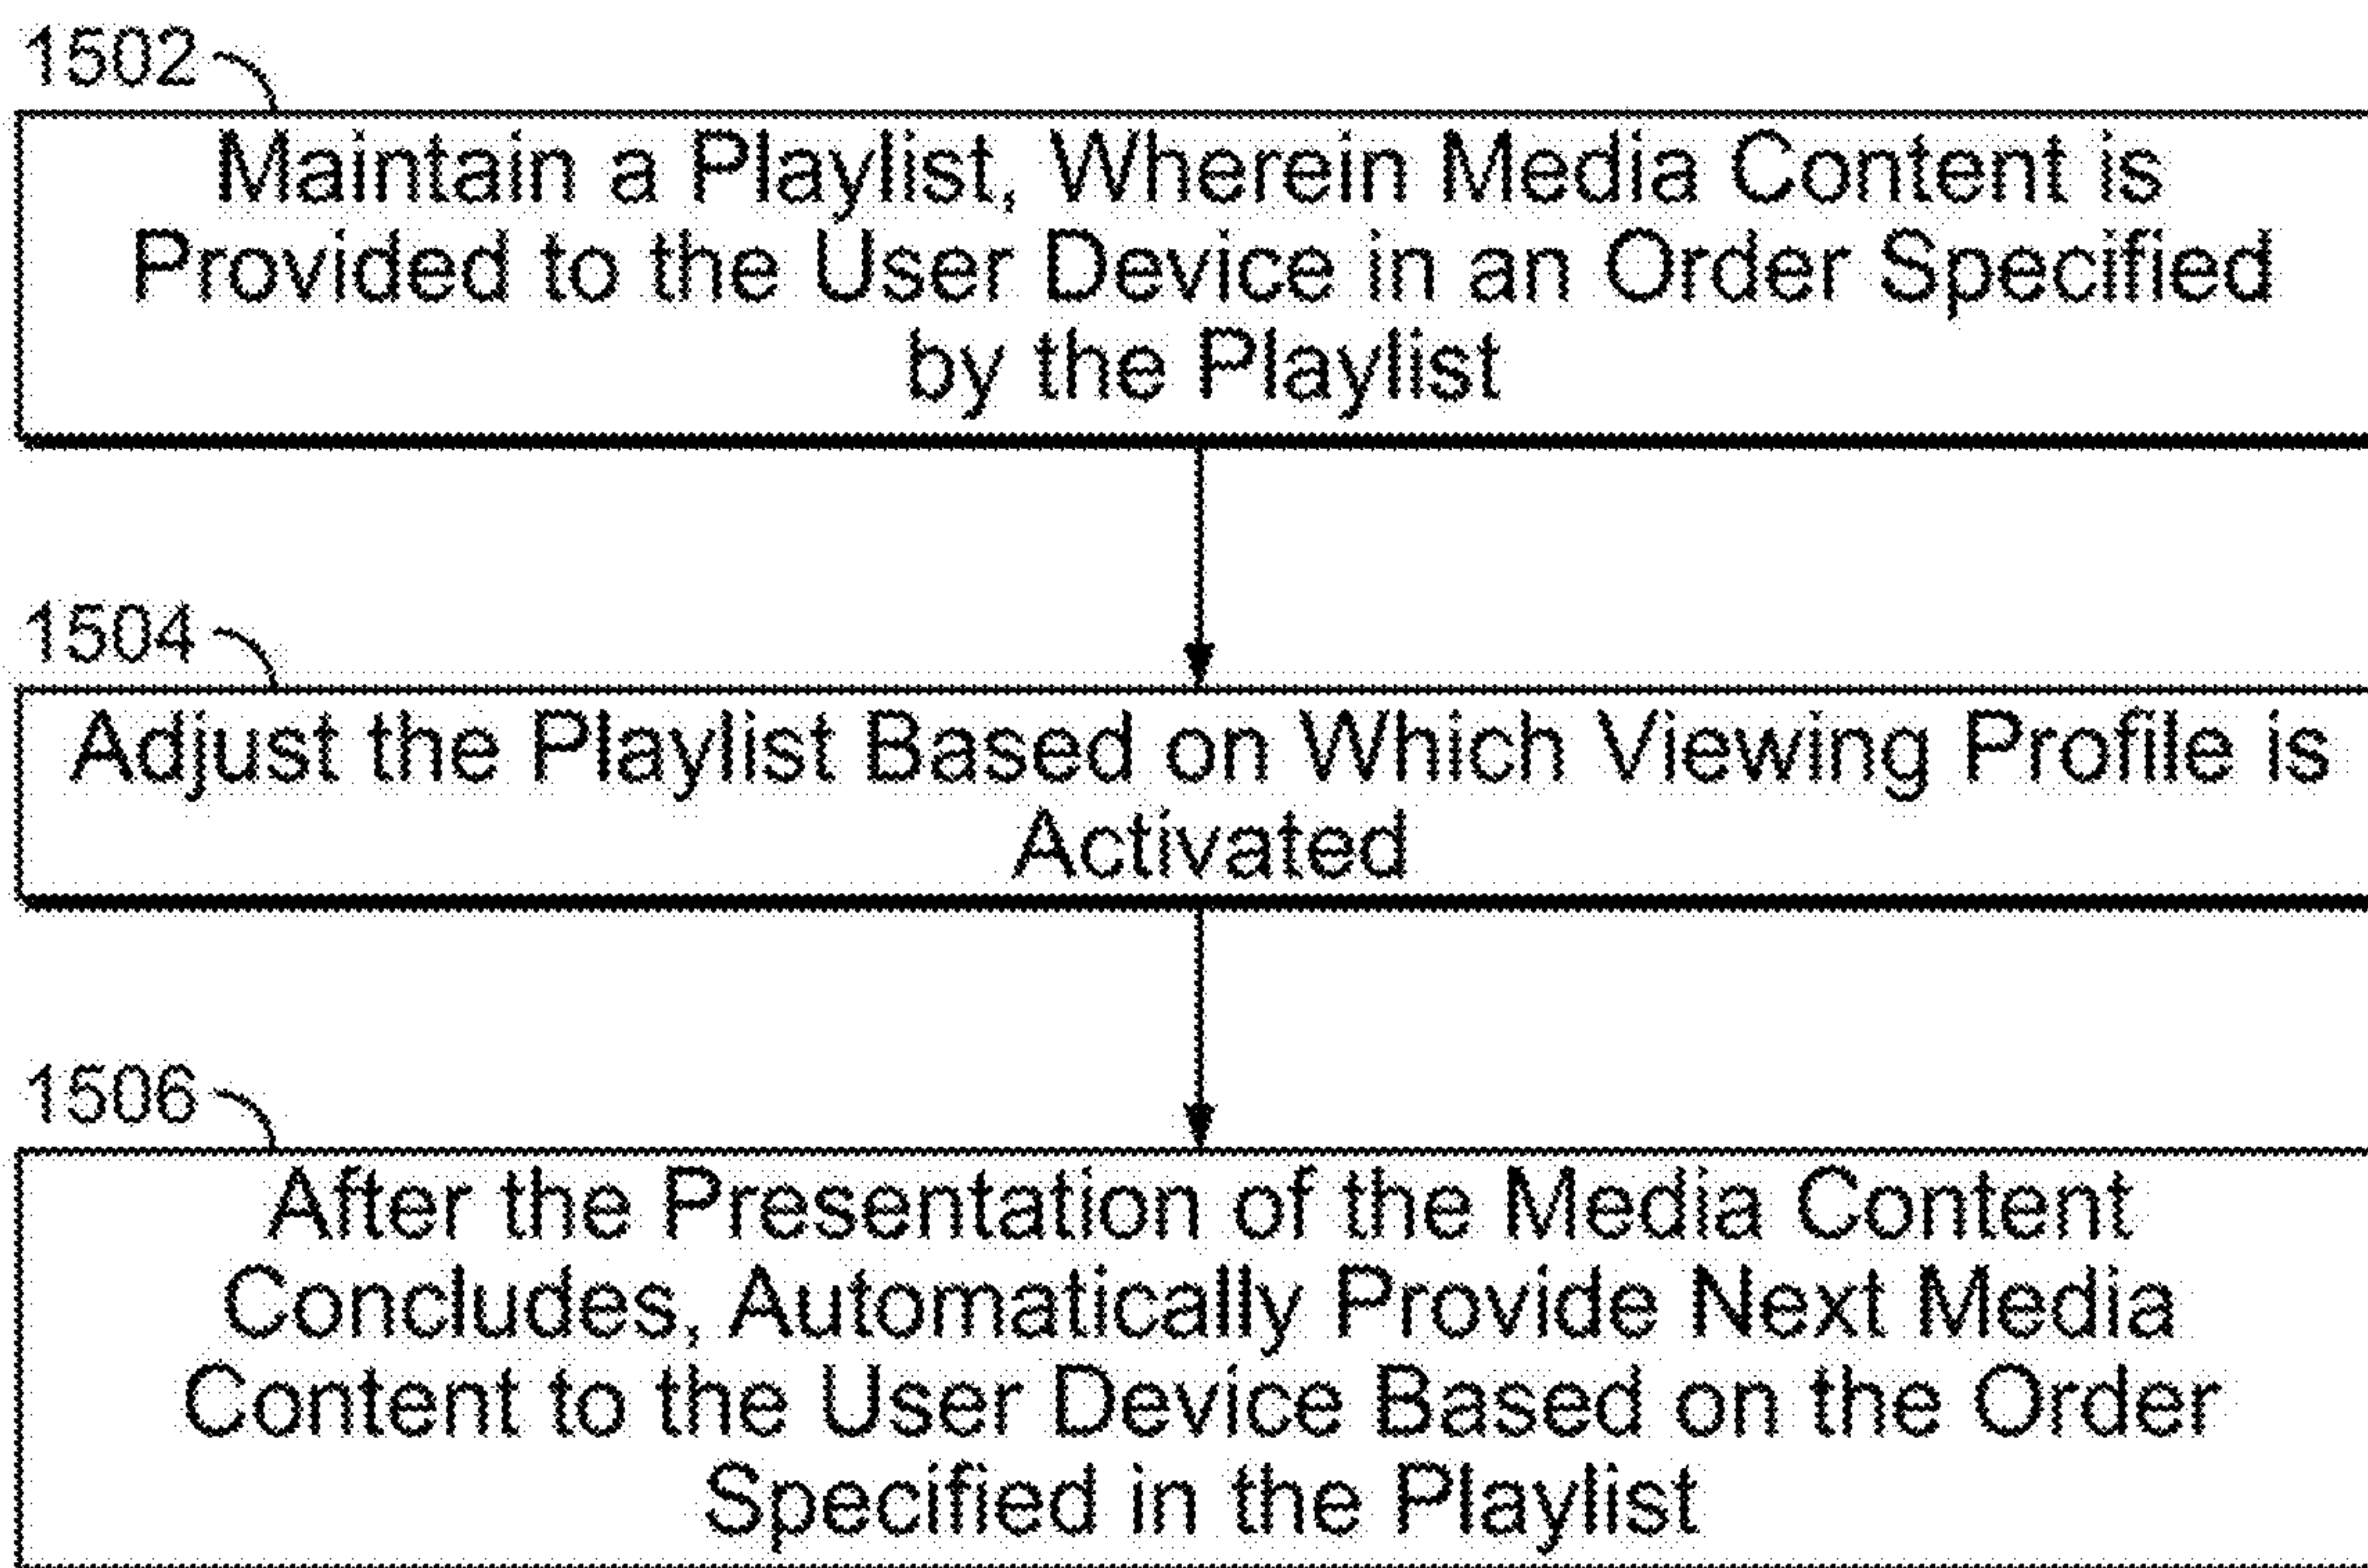 1502
Maintain a Playlist, Wherein Media Content is
Provided to the User Device in an Order Specified
by the Playlist
1504
Adjust the Playlist Based on Which Viewing Profile is
Activated
1506
After the Presentation of the Media Content
Concludes, Automatically Provide Next Media
Content to the User Device Based on the Order
Specified in the Playlist